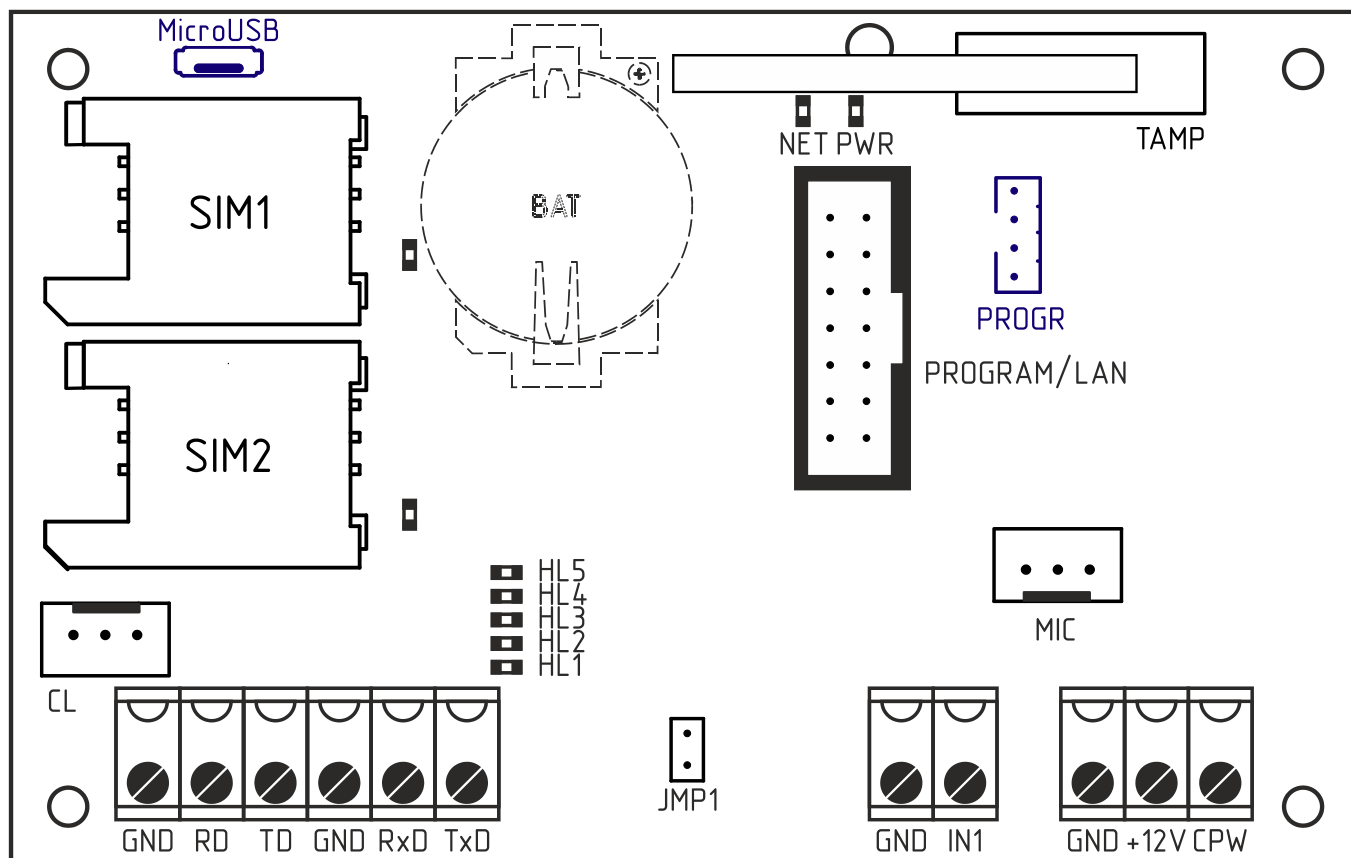 MicroUSB
SIM1
BAT
NET PWR
TAMP
PROGR
PROGRAM/LAN
SIM2
HL5
HL4
HL3
HL2
HL1
MIC
CL
JMP1
GND RD TD GND RxD TxD
GND IN1
GND +12V CPW